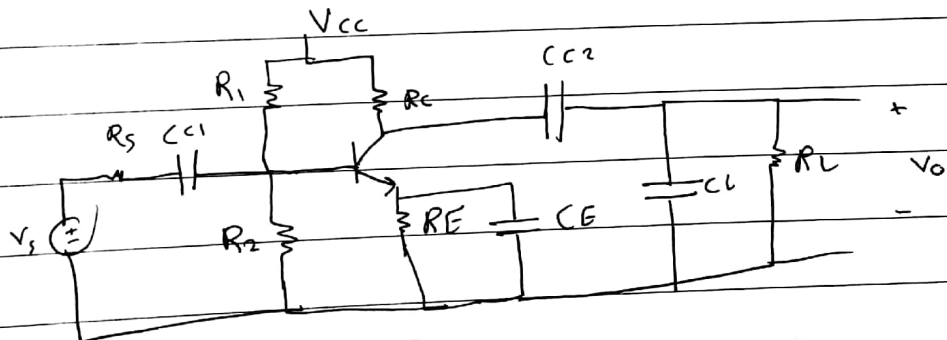 Vcc
CC2
R1
Rc
+
Rs CC1
CL
RL
Vo
Vs
±
R2
RE
CE
-